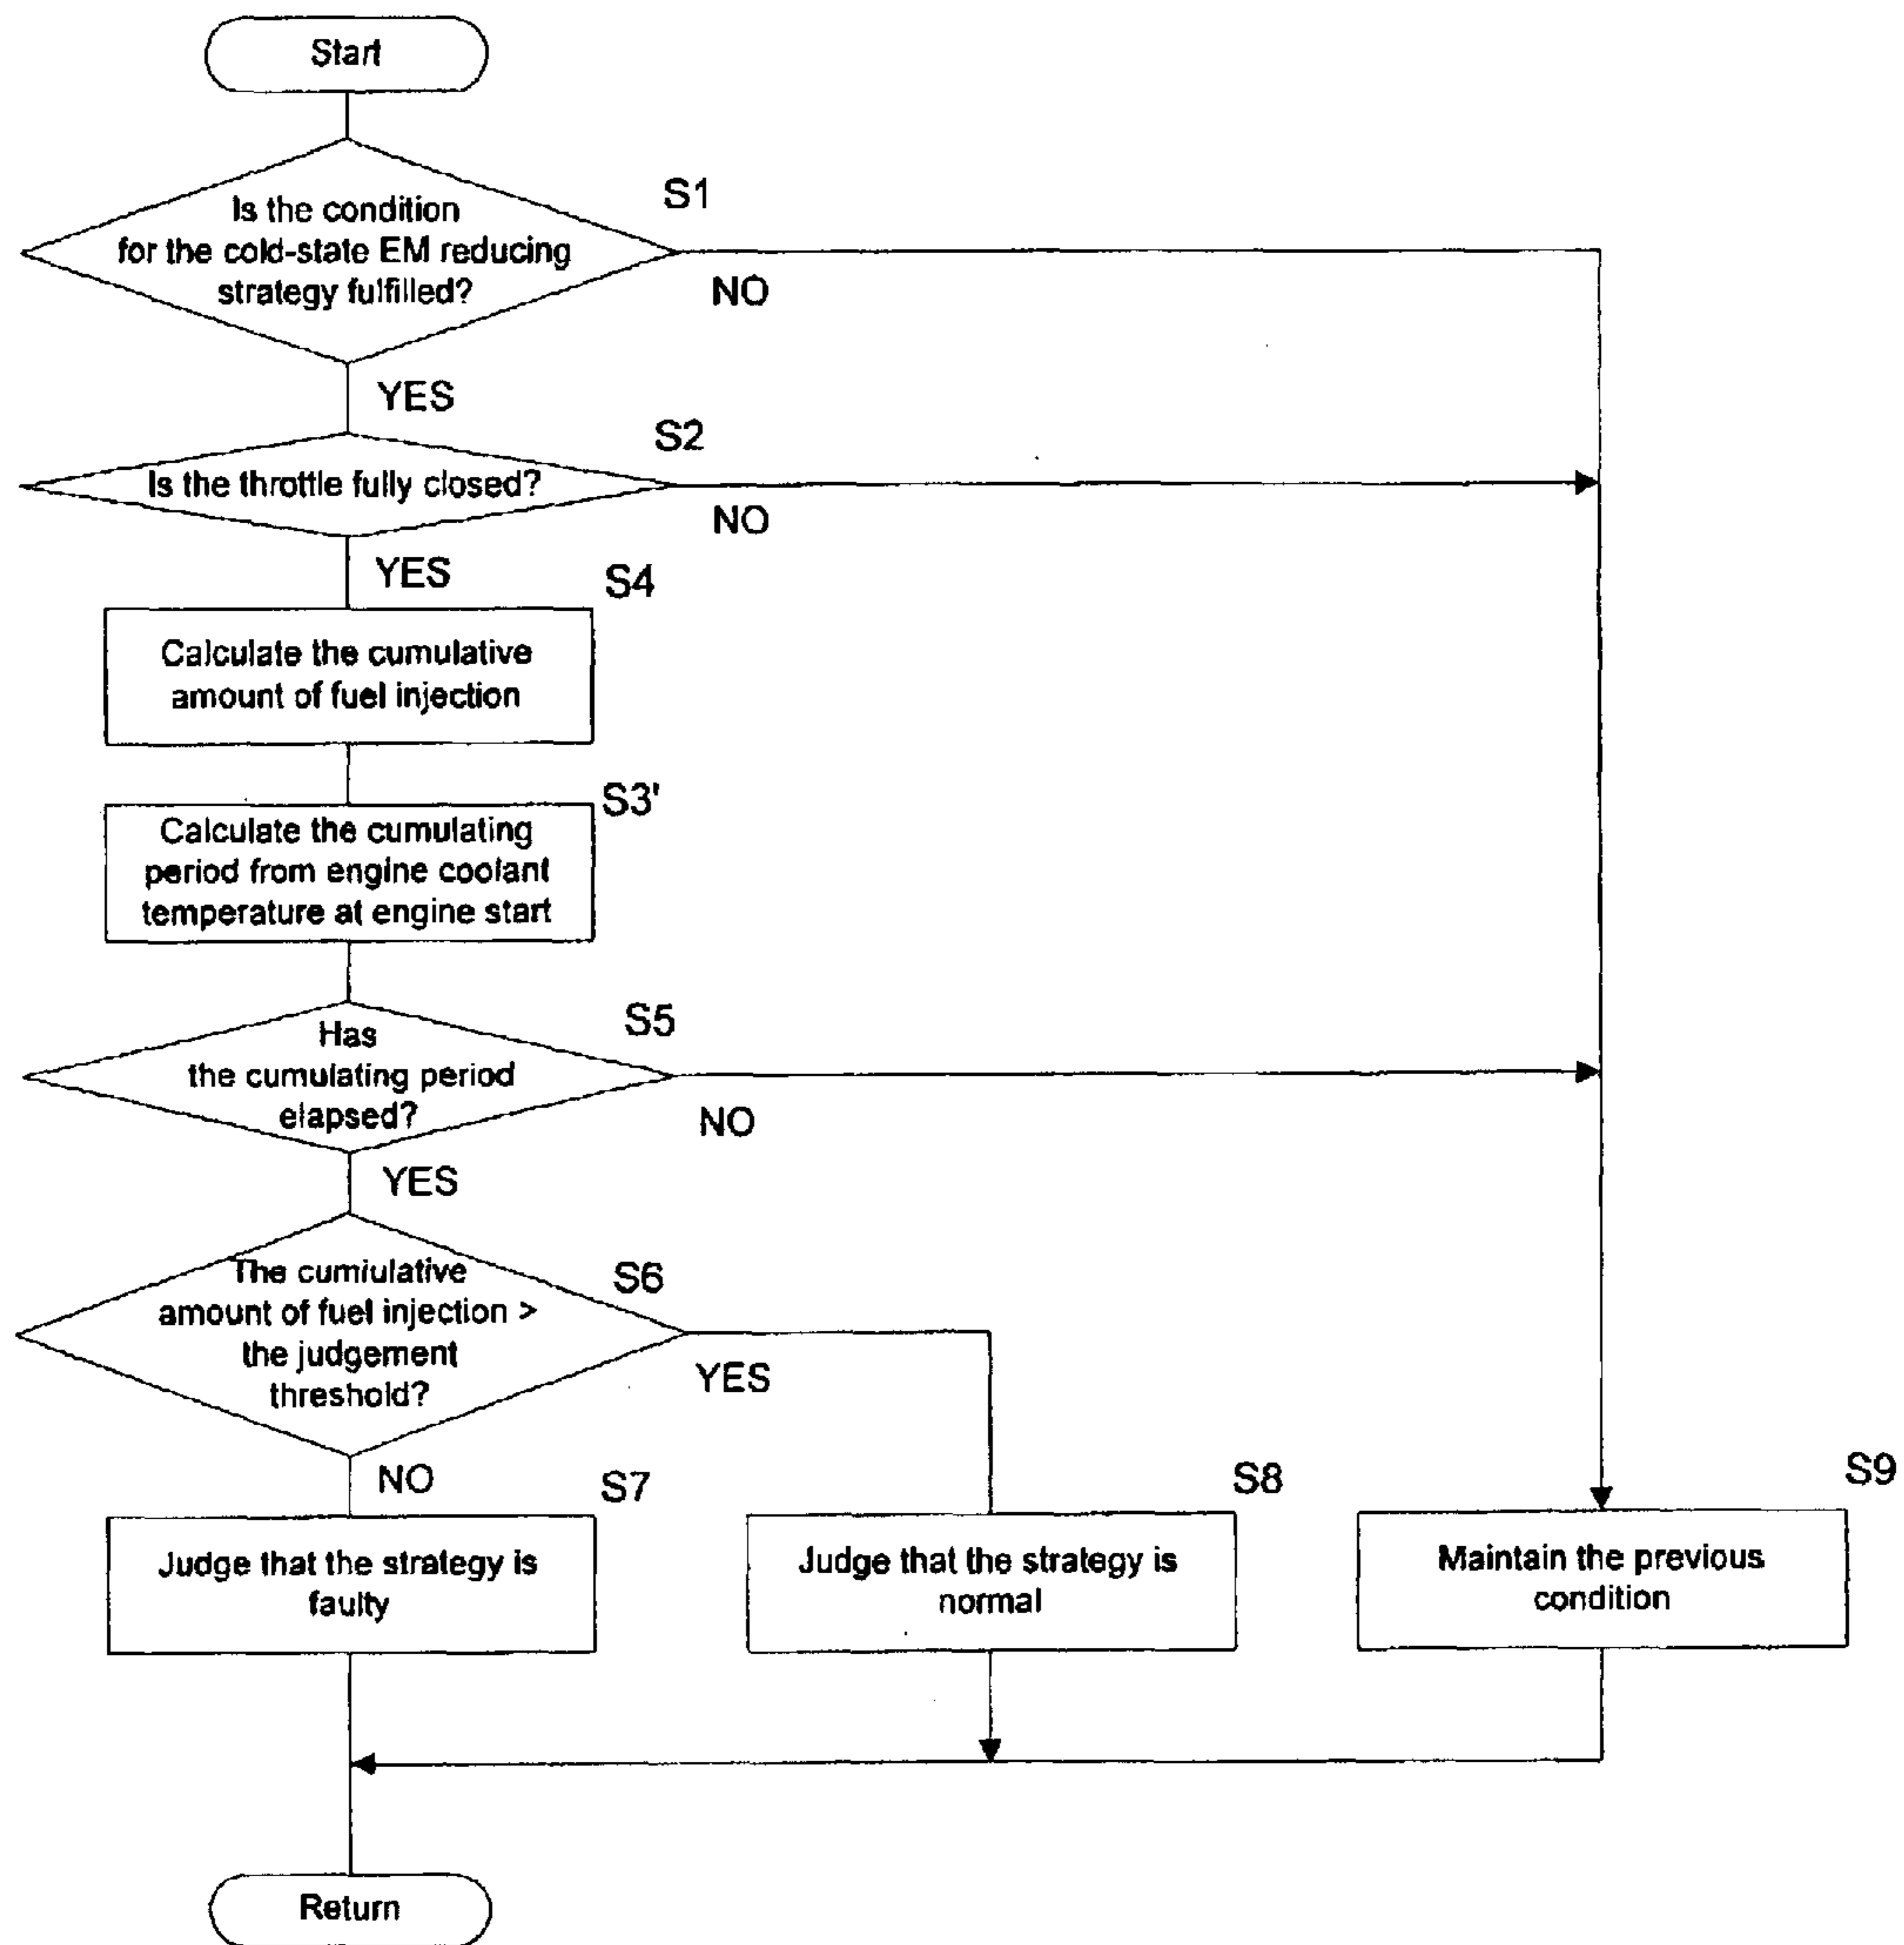 Start
Is the condition
for the cold-state EM reducing
strategy fulfilled?
S1
NO
YES
Is the throttle fully closed?
S2
NO
YES
S4
Calculate the cumulative
amount of fuel injection
S3'
Calculate the cumulating
period from engine coolant
temperature at engine start
Has
the cumulating period
elapsed?
S5
NO
YES
The cumiulative
amount of fuel injection >
the judgement
threshold?
S6
YES
NO
S7
Judge that the strategy is
faulty
S8
Judge that the strategy is
normal
S9
Maintain the previous
condition
Return